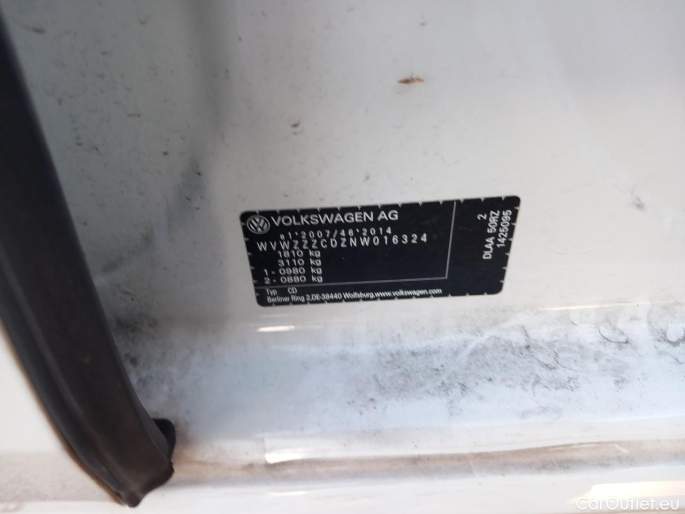 VOLKSWAGEN AG
e1*2007/46*2014
WVWZZZCDZNW016324
1810 kg
3110 kg
1 - 0980 kg
2 - 0880 kg
Typ CD
Berliner Ring 2,DE-38440 Wolfsburg,www.volkswagen.com
2
DLAA 50RZ
1425095
CarOutlet.eu